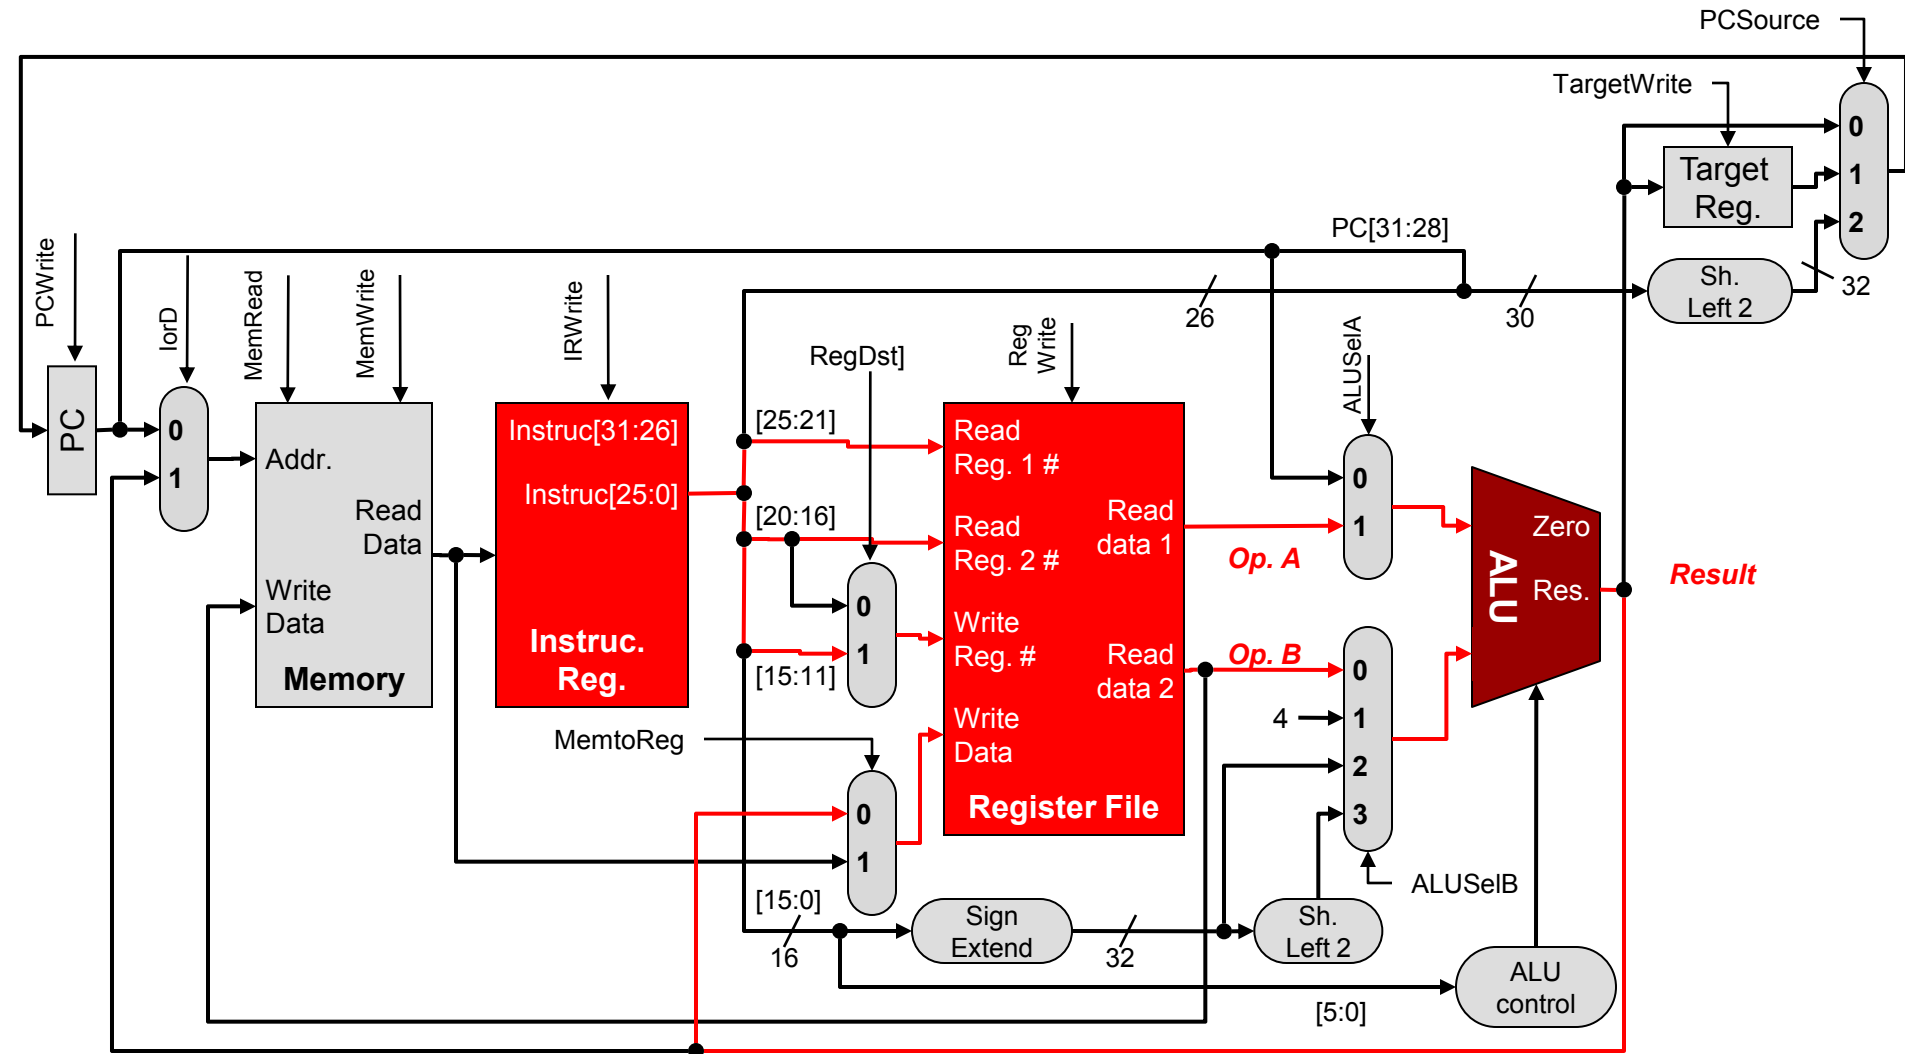 PCSource
TargetWrite
0
1
2
Target
Reg.
PC[31:28]
Sh.
Left 2
32
26
30
PCWrite
IorD
MemRead
MemWrite
IRWrite
RegDst]
Reg
Write
ALUSelA
PC
0
1
Addr.
Read
Data
Write
Data
Memory
Instruc[31:26]
Instruc[25:0]
Instruc.
Reg.
[25:21]
[20:16]
[15:11]
0
1
Read
Reg. 1 #
Read
Reg. 2 #
Write
Reg. #
Write
Data
Read
data 1
Read
data 2
Register File
Op. A
Op. B
0
1
0
4
1
2
3
ALU
Zero
Res.
Result
MemtoReg
0
1
ALUSelB
[15:0]
16
Sign
Extend
32
Sh.
Left 2
ALU
control
[5:0]